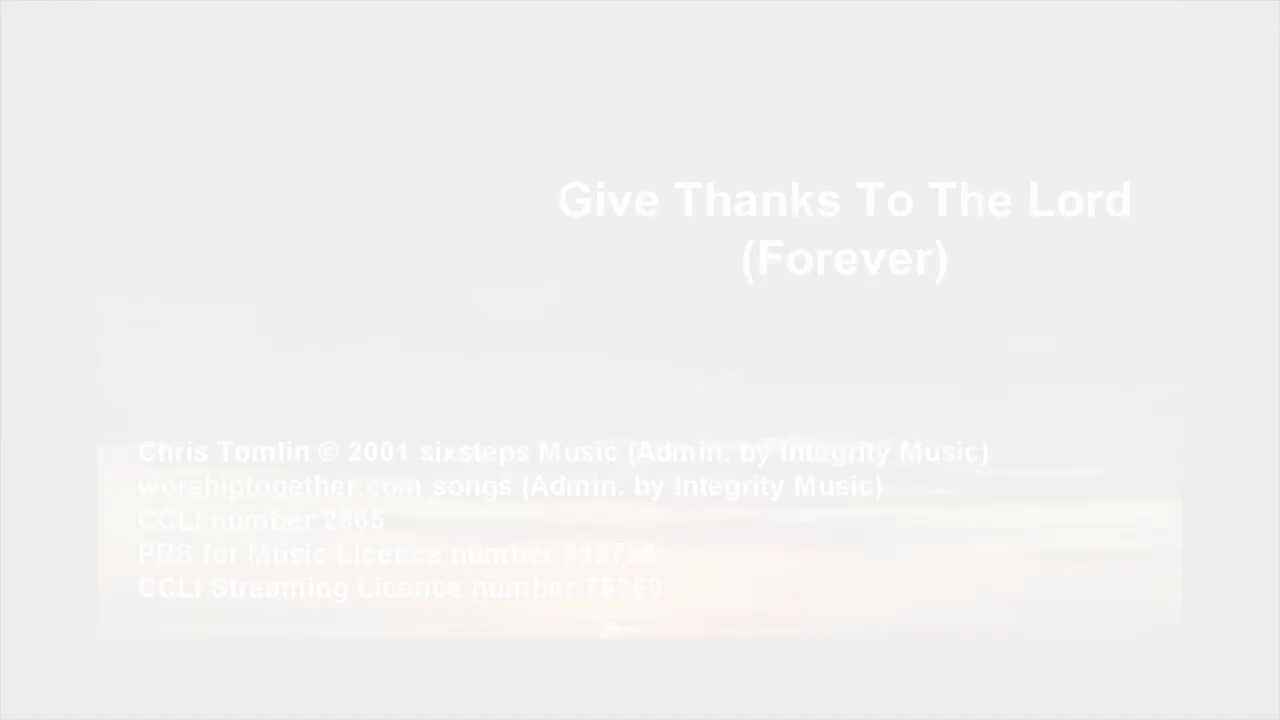 Give Thanks To The Lord
(Forever)
Chris Tomlin © 2001 sixsteps Music (Admin. by Integrity Music)
worshiptogether.com songs (Admin. by Integrity Music)
CCLI number 2965
PRS for Music Licence number
CCLI Streaming Licence number